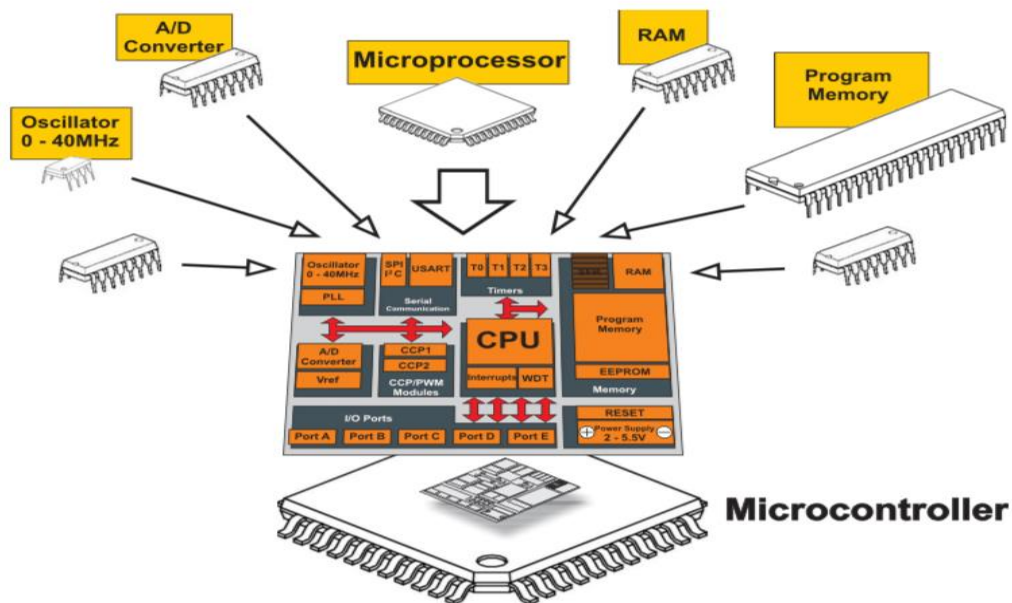 A/D
Converter
Microprocessor
RAM
Program
Memory
Oscillator
0 - 40MHz
Oscillator
0 - 40MHz
PLL
SPI
I²C
USART
Serial
Communication
T0 T1 T2 T3
Timers
RAM
Program
Memory
EEPROM
Memory
A/D
Converter
Vref
CCP1
CCP2
CCP/PWM
Modules
CPU
Interrupts
WDT
I/O Ports
Port A
Port B
Port C
Port D
Port E
RESET
+ Power Supply −
2 - 5.5V
Microcontroller